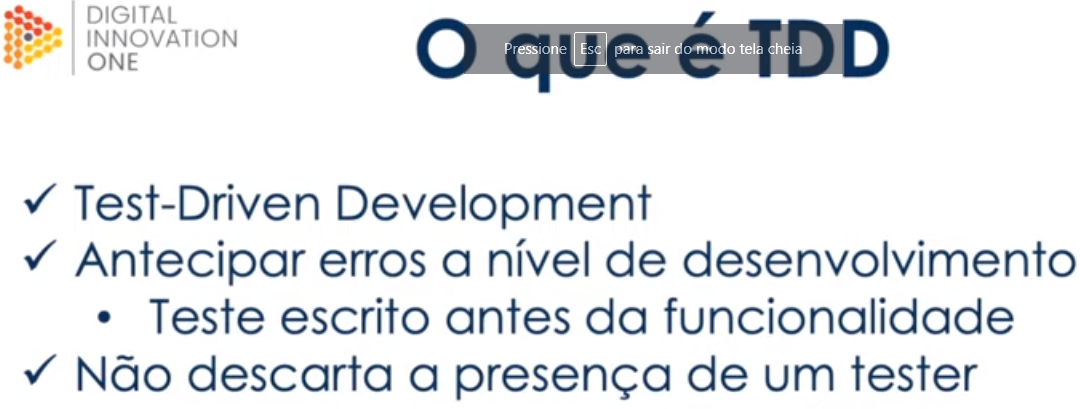 DIGITAL
INNOVATION
ONE
O que é TDD
Pressione Esc para sair do modo tela cheia
✓ Test-Driven Development
✓ Antecipar erros a nível de desenvolvimento
• Teste escrito antes da funcionalidade
✓ Não descarta a presença de um tester